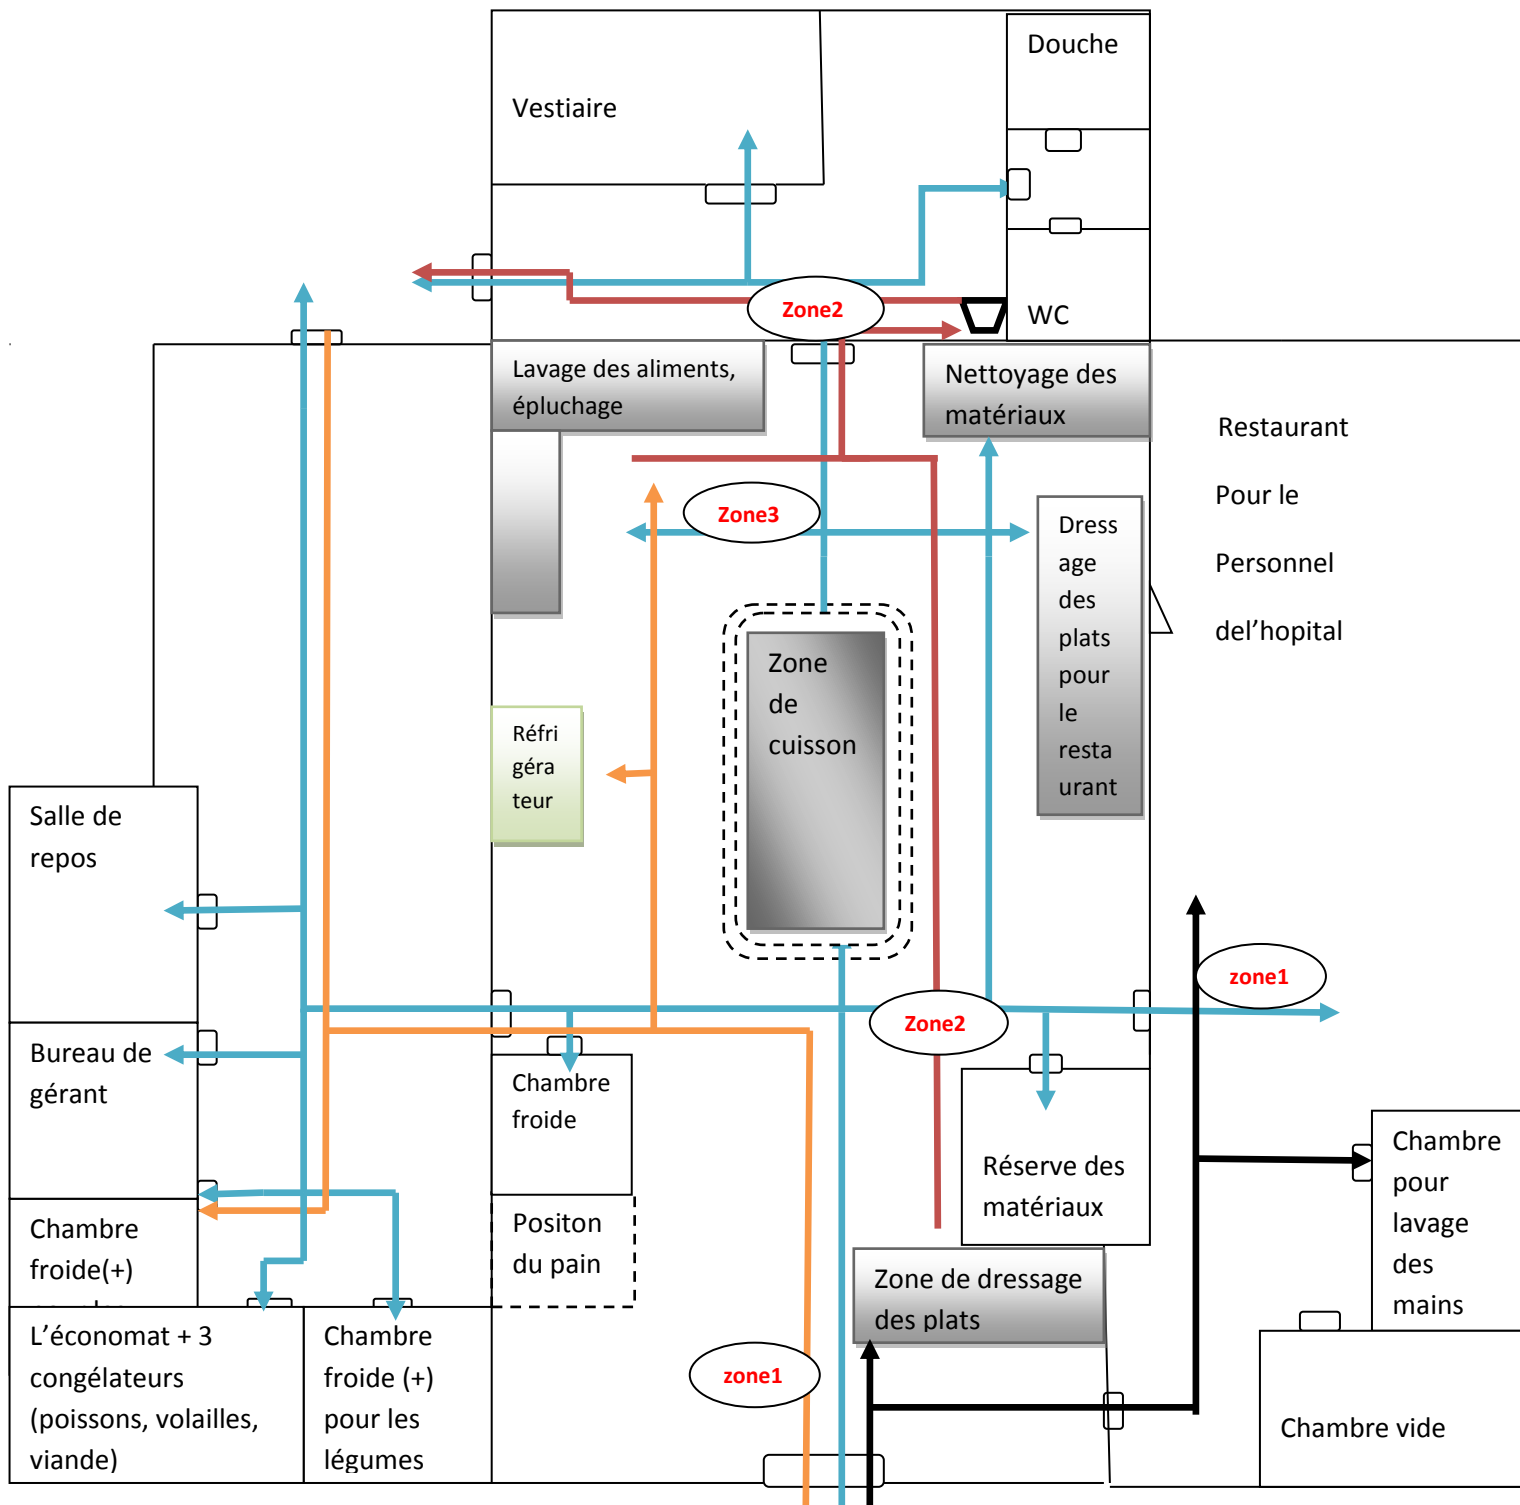 Douche
Vestiaire
Zone2
WC
Lavage des aliments,
épluchage
Nettoyage des
matériaux
Restaurant
Pour le
Personnel
del’hopital
Zone3
Dress
age
des
plats
pour
le
resta
urant
Zone
de
cuisson
Réfri
géra
teur
Salle de
repos
zone1
Zone2
Bureau de
gérant
Chambre
froide
Réserve des
matériaux
Chambre
pour
lavage
des
mains
Chambre
froide(+)
Positon
du pain
Zone de dressage
des plats
L’économat + 3
congélateurs
(poissons, volailles,
viande)
Chambre
froide (+)
pour les
légumes
zone1
Chambre vide